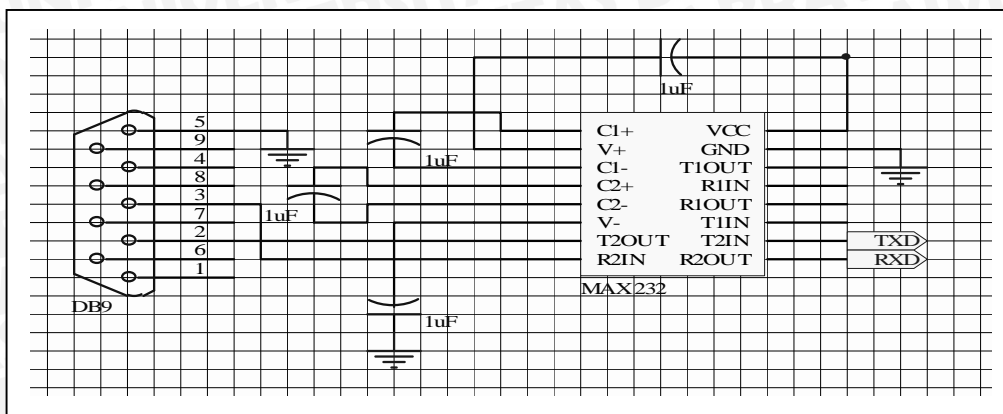 1uF
5
9
4
8
3
7
2
6
1
DB9
1uF
1uF
1uF
C1+ VCC
V+ GND
C1- T1OUT
C2+ R1IN
C2- R1OUT
V- T1IN
T2OUT T2IN
R2IN R2OUT
MAX232
TXD
RXD